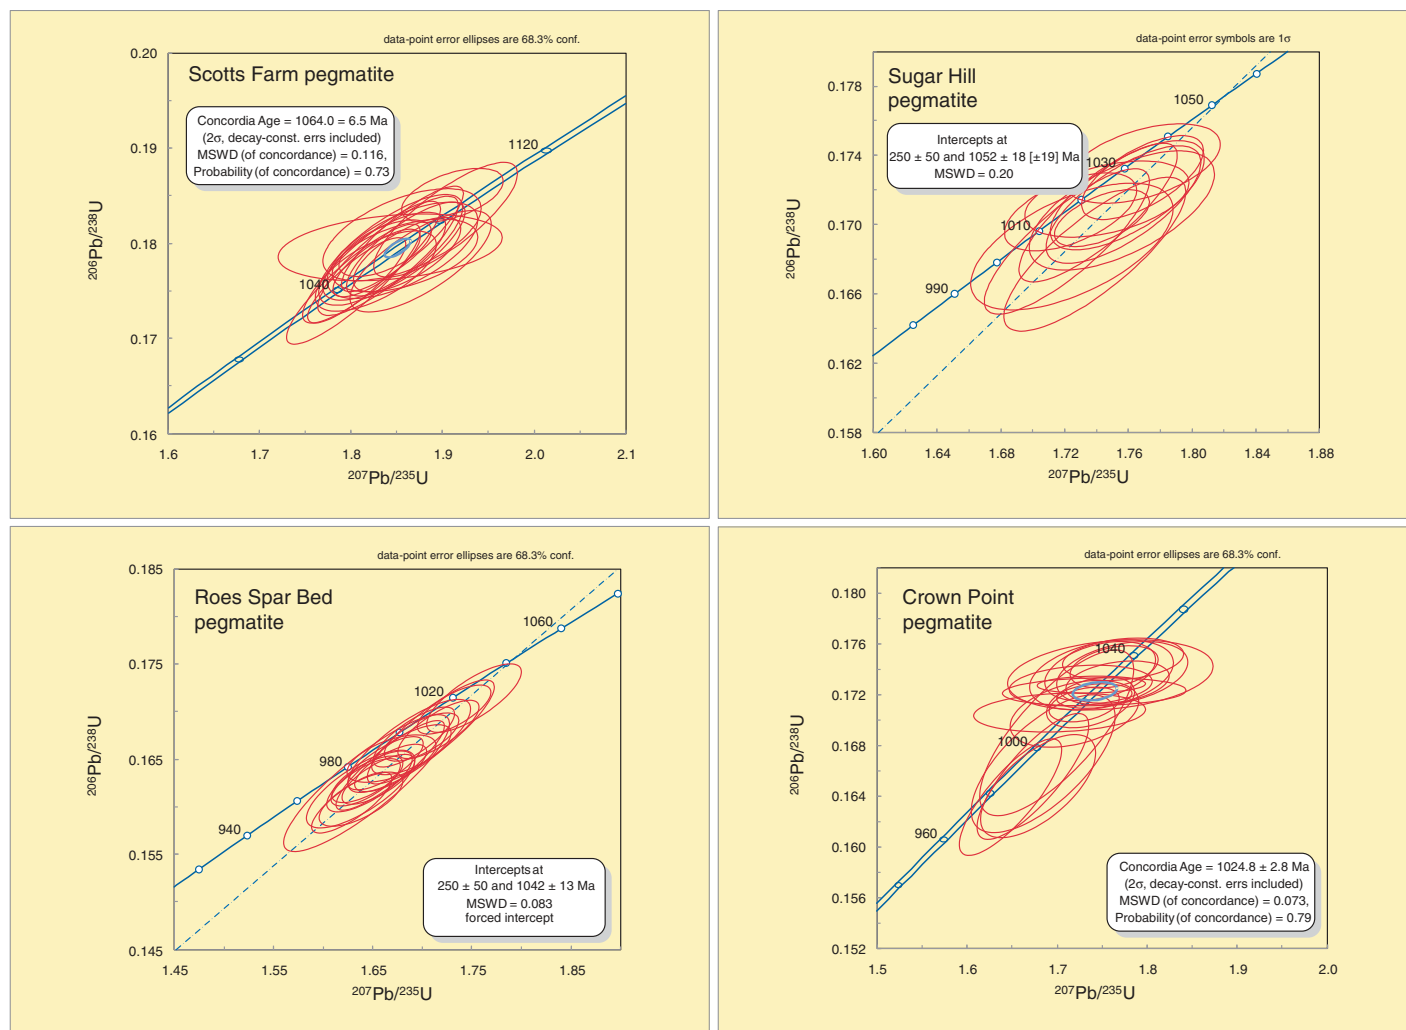 data-point error ellipses are 68.3% conf.
Scotts Farm pegmatite
Concordia Age = 1064.0 = 6.5 Ma
(2σ, decay-const. errs included)
MSWD (of concordance) = 0.116,
Probability (of concordance) = 0.73
0.20
0.19
0.18
0.17
0.16
206Pb/238U
1120
1040
1.6 1.7 1.8 1.9 2.0 2.1
207Pb/235U
data-point error symbols are 1σ
Sugar Hill
pegmatite
Intercepts at
250 ± 50 and 1052 ± 18 [±19] Ma
MSWD = 0.20
0.178
0.174
0.170
0.166
0.162
0.158
206Pb/238U
1050
1030
1010
990
1.60 1.64 1.68 1.72 1.76 1.80 1.84 1.88
207Pb/235U
data-point error ellipses are 68.3% conf.
Roes Spar Bed
pegmatite
0.185
0.175
0.165
0.155
0.145
206Pb/238U
1060
1020
980
940
Intercepts at
250 ± 50 and 1042 ± 13 Ma
MSWD = 0.083
forced intercept
1.45 1.55 1.65 1.75 1.85
207Pb/235U
data-point error ellipses are 68.3% conf.
Crown Point
pegmatite
0.180
0.176
0.172
0.168
0.164
0.160
0.156
0.152
206Pb/238U
1040
1000
960
Concordia Age = 1024.8 ± 2.8 Ma
(2σ, decay-const. errs included)
MSWD (of concordance) = 0.073,
Probability (of concordance) = 0.79
1.5 1.6 1.7 1.8 1.9 2.0
207Pb/235U